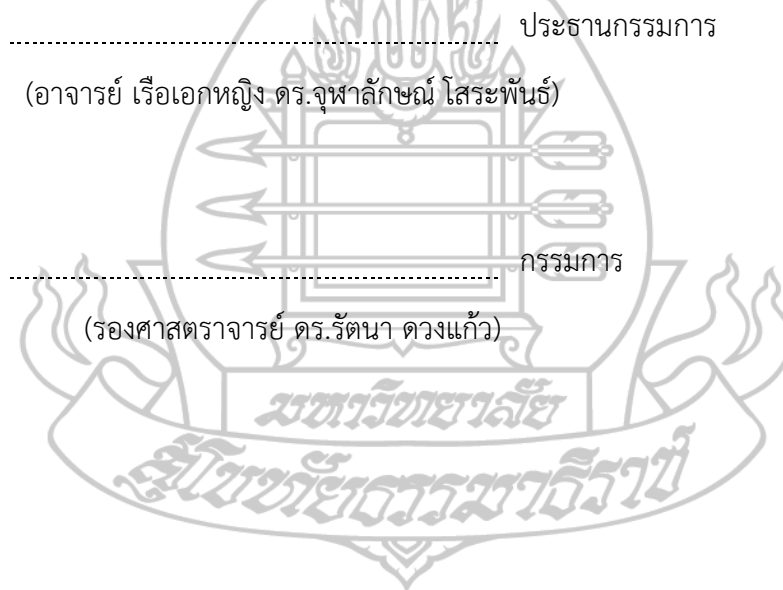 ................................................................ ประธานกรรมการ
(อาจารย์ เรือเอกหญิง ดร.จุฬาลักษณ์ โสระพันธ์)
................................................................ กรรมการ
(รองศาสตราจารย์ ดร.รัตนา ดวงแก้ว)
มหาวิทยาลัย
สุโขทัยธรรมาธิราช